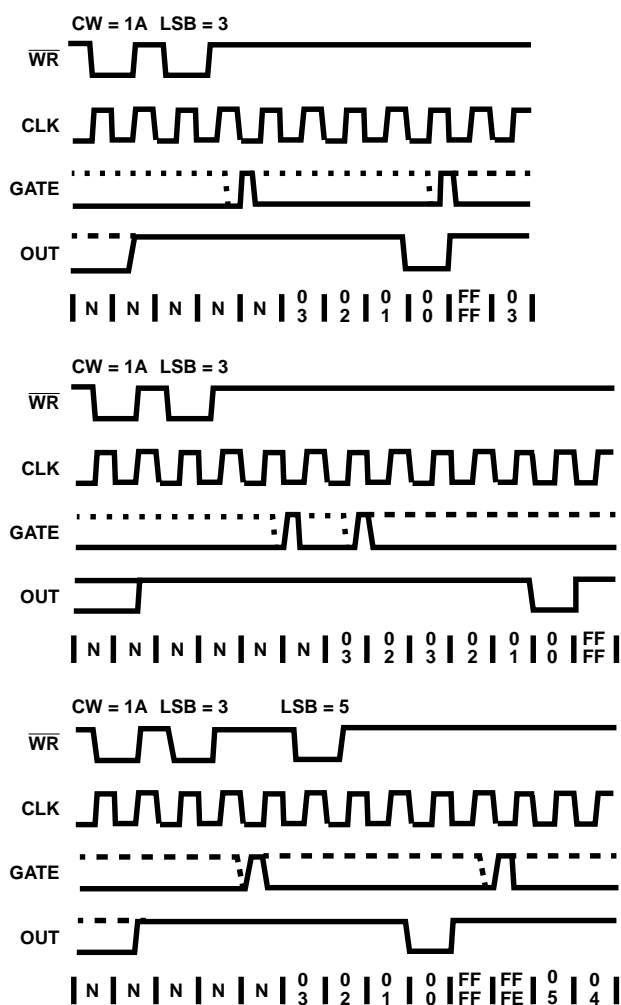 CW = 1A LSB = 3
WR
CLK
GATE
OUT
N N N N N 0 0 0 0 FF 0
3 2 1 0 FF 3
CW = 1A LSB = 3
WR
CLK
GATE
OUT
N N N N N N 0 0 0 0 0 0 FF
3 2 3 2 1 0 FF
CW = 1A LSB = 3 LSB = 5
WR
CLK
GATE
OUT
N N N N N 0 0 0 0 FF FF 0 0
3 2 1 0 FF FE 5 4